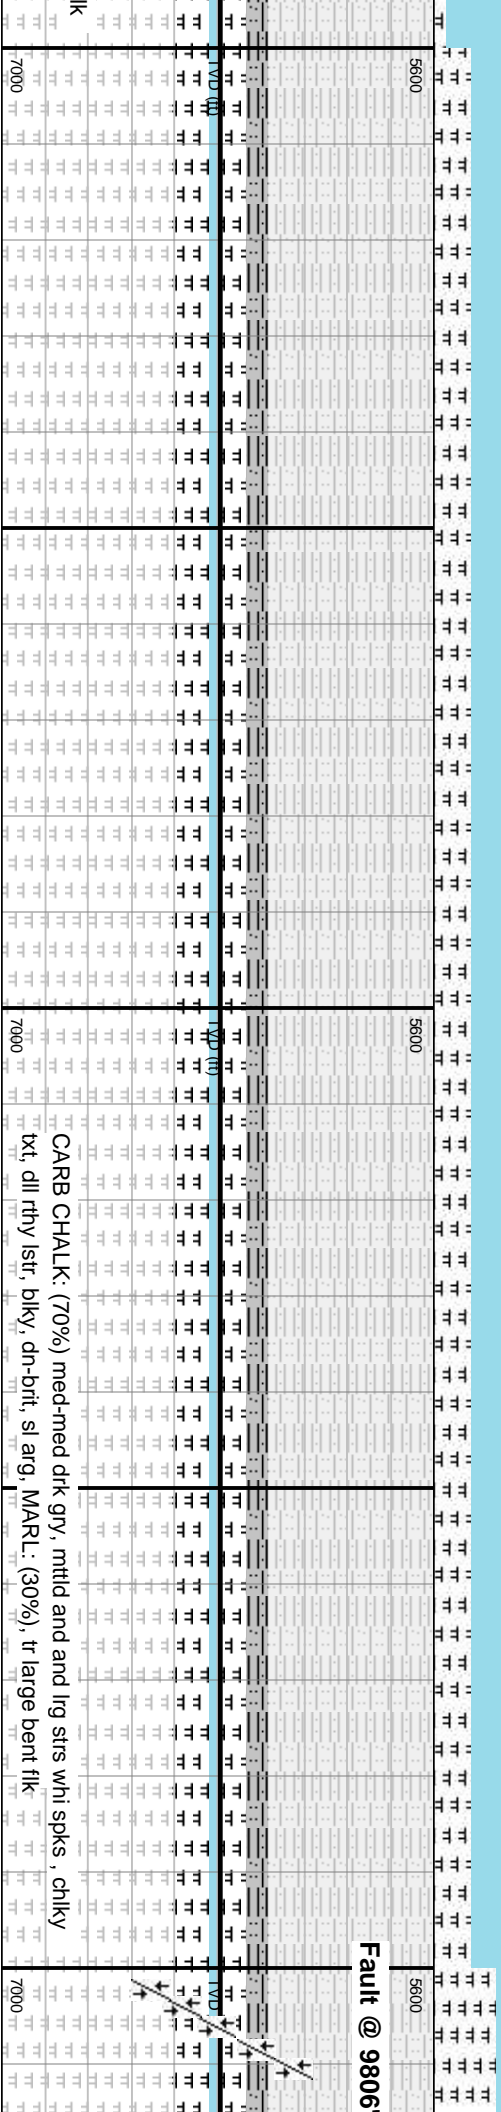 lk
5600
TVD (ft)
7000
5600
TVD (ft)
7000
CARB CHALK: (70%) med-med drk gry, mttld and and lrg strs whi spks , chlky
txt, dll rthy lstr, blky, dn-brit, sl arg, MARL: (30%), tr large bent flk
Fault @ 9806'
5600
TVD
7000